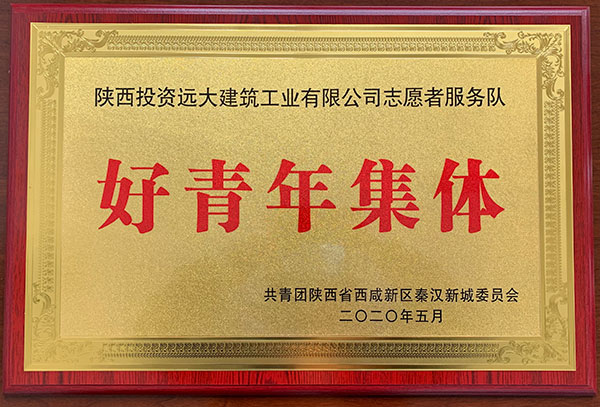 陕西投资远大建筑工业有限公司志愿者服务队
好青年集体
共青团陕西省西咸新区秦汉新城委员会
二〇二〇年五月